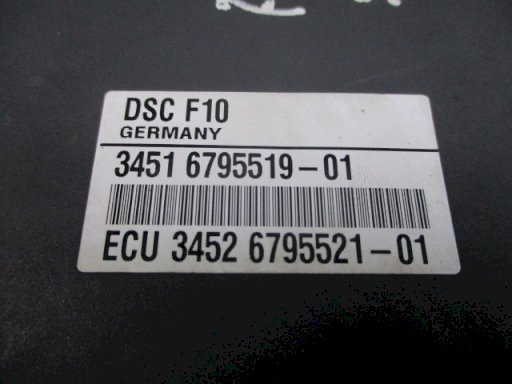 DSC F10
GERMANY
3451 6795519-01
ECU 3452 6795521-01